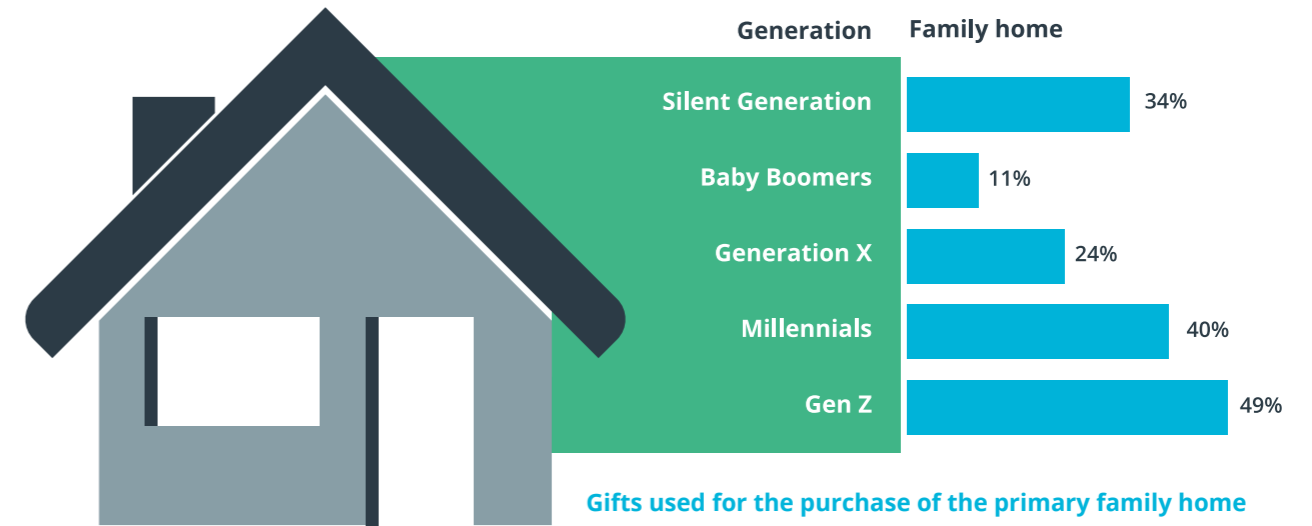 Generation Family home
Silent Generation 34%
Baby Boomers 11%
Generation X 24%
Millennials 40%
Gen Z 49%
Gifts used for the purchase of the primary family home